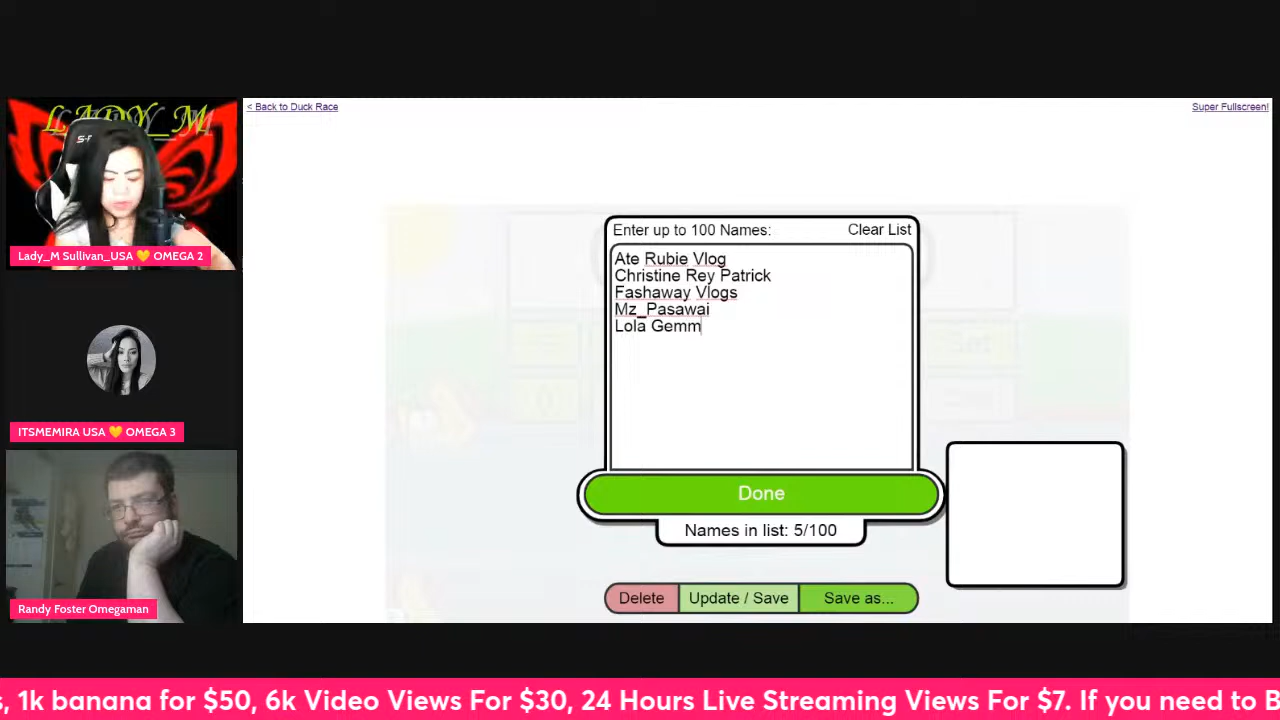 LADY_M
Lady_M Sullivan_USA 💛 OMEGA 2
ITSMEMIRA USA 💛 OMEGA 3
Randy Foster Omegaman
< Back to Duck Race
Super Fullscreen!
Enter up to 100 Names:
Clear List
Ate Rubie Vlog
Christine Rey Patrick
Fashaway Vlogs
Mz_Pasawai
Lola Gemm
Done
Names in list: 5/100
Delete
Update / Save
Save as...
s, 1k banana for $50, 6k Video Views For $30, 24 Hours Live Streaming Views For $7. If you need to B